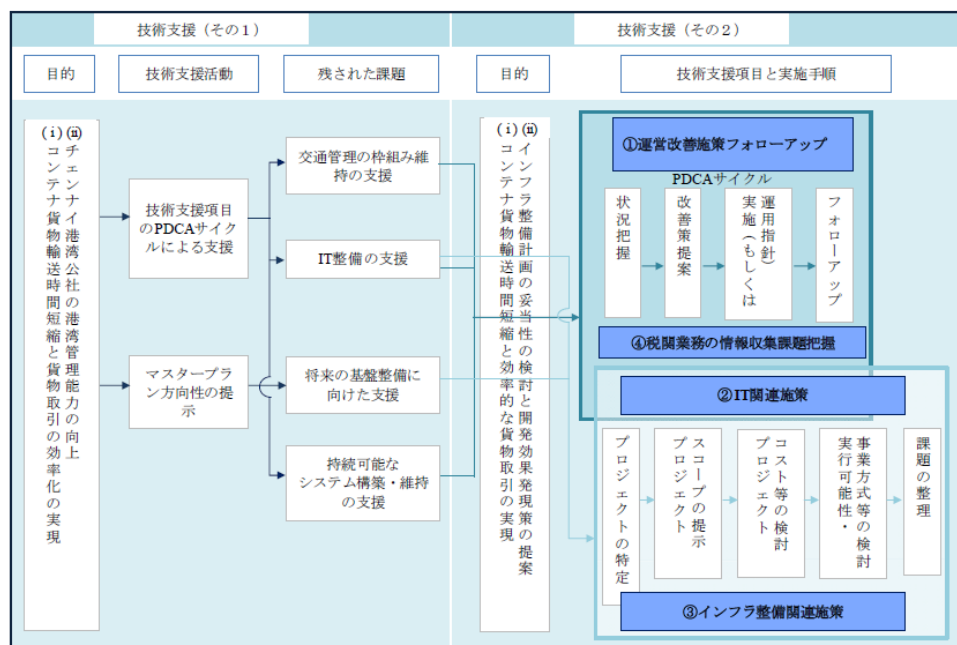 技術支援（その１）
技術支援（その２）
目的
技術支援活動
残された課題
目的
技術支援項目と実施手順
(ⅰ)コンテナ貨物輸送時間短縮と貨物取引の効率化の実現
(ⅱ)チェンナイ港湾公社の港湾管理能力の向上
技術支援項目
のPDCAサイク
ルによる支援
マスタープラ
ン方向性の提
示
交通管理の枠組み維
持の支援
IT整備の支援
将来の基盤整備に
向けた支援
持続可能な
システム構築・維持
の支援
(ⅰ)コンテナ貨物輸送時間短縮と効率的な貨物取引の実現
(ⅱ)インフラ整備計画の妥当性の検討と開発効果発現策の提案
①運営改善施策フォローアップ
PDCAサイクル
状況把握
改善策提案
実施（もしくは
運用指針）
フォローアップ
④税関業務の情報収集課題把握
②IT関連施策
プロジェクトの特定
プロジェクト
スコープの提示
プロジェクト
コスト等の検討
実行可能性・
事業方式等の検討
課題の整理
③インフラ整備関連施策